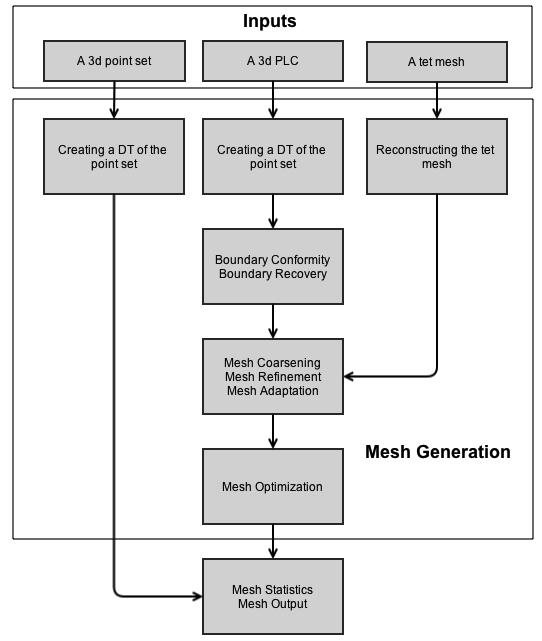 Inputs
A 3d point set
A 3d PLC
A tet mesh
Creating a DT of the
point set
Creating a DT of the
point set
Reconstructing the tet
mesh
Boundary Conformity
Boundary Recovery
Mesh Coarsening
Mesh Refinement
Mesh Adaptation
Mesh Generation
Mesh Optimization
Mesh Statistics
Mesh Output